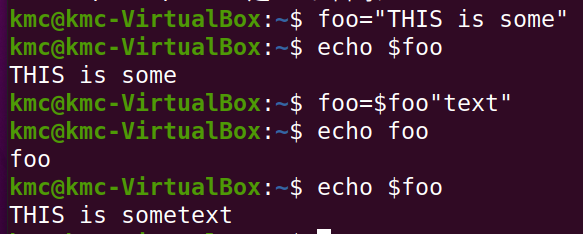 kmc@kmc-VirtualBox:~$ foo="THIS is some"
kmc@kmc-VirtualBox:~$ echo $foo
THIS is some
kmc@kmc-VirtualBox:~$ foo=$foo"text"
kmc@kmc-VirtualBox:~$ echo foo
foo
kmc@kmc-VirtualBox:~$ echo $foo
THIS is sometext